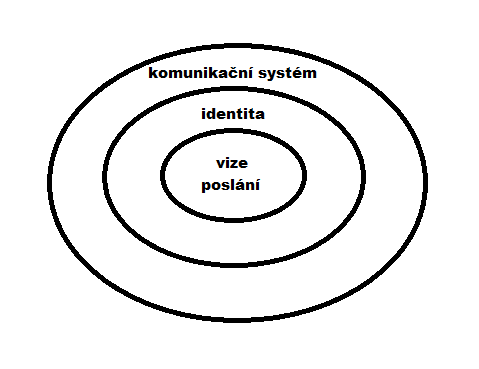 komunikační systém
identita
vize
poslání